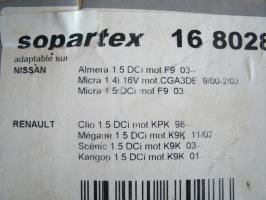 sopartex 16 8028
adaptable sur
NISSAN Almera 1.5 DCi mot F9 03-
Micra 1.4i 16V mot.CGA3DE 9/00-2/03
Micra 1.5 DCi mot F9 03
RENAULT Clio 1.5 DCi mot KPK 98-
Mégane 1.5 DCi mot.K9K 11/02-
Scénic 1.5 DCi mot.K9K 03-
Kangoo 1.5 DCi mot.K9K 01